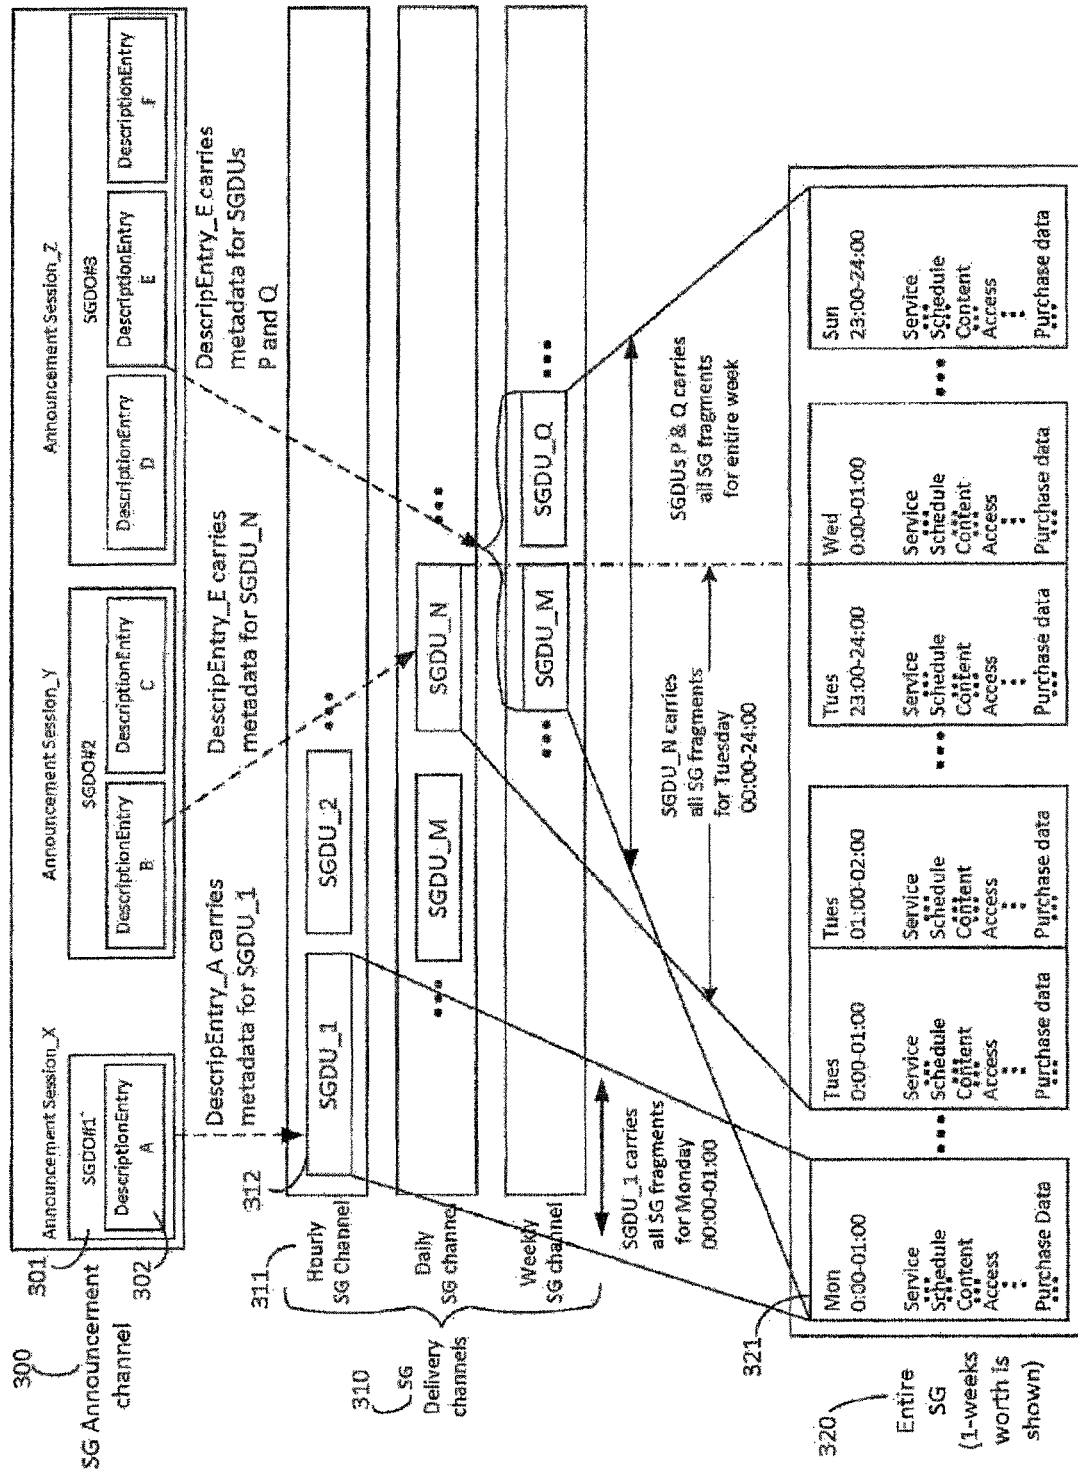 300
SG Announcement
channel
301
302
Announcement Session_X
SGDO#1
DescriptionEntry
A
Announcement Session_Y
SGDO#2
DescriptionEntry
B
DescriptionEntry
C
Announcement Session_Z
SGDO#3
DescriptionEntry
D
DescriptionEntry
E
DescriptionEntry
F
DescripEntry_A carries
metadata for SGDU_1
DescripEntry_E carries
metadata for SGDU_N
DescripEntry_E carries
metadata for SGDUs
P and Q
310
SG
Delivery
channels
311
312
Hourly
SG Channel
SGDU_1
SGDU_2
Daily
SG channel
SGDU_M
SGDU_N
Weekly
SG channel
SGDU_M
SGDU_Q
SGDU_1 carries
all SG fragments
for Monday
00:00-01:00
SGDU_N carries
all SG fragments
for Tuesday
00:00-24:00
SGDUs P & Q carries
all SG fragments
for entire week
320
Entire
SG
(1-weeks
worth is
shown)
321
Mon
0:00-01:00
Service
Schedule
Content
Access
Purchase Data
Tues
0:00-01:00
Service
Schedule
Content
Access
Purchase data
Tues
01:00-02:00
Service
Schedule
Content
Access
Purchase data
Tues
23:00-24:00
Service
Schedule
Content
Access
Purchase data
Wed
0:00-01:00
Service
Schedule
Content
Access
Purchase data
Sun
23:00-24:00
Service
Schedule
Content
Access
Purchase data